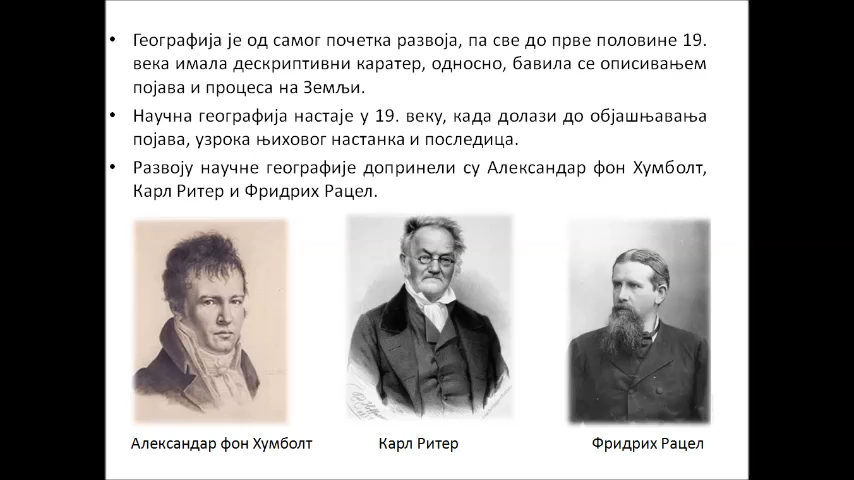 • Географија је од самог почетка развоја, па све до прве половине 19.
века имала дескриптивни каратер, односно, бавила се описивањем
појава и процеса на Земљи.
• Научна географија настаје у 19. веку, када долази до објашњавања
појава, узрока њиховог настанка и последица.
• Развоју научне географије допринели су Александар фон Хумболт,
Карл Ритер и Фридрих Рацел.
Александар фон Хумболт
Карл Ритер
Фридрих Рацел